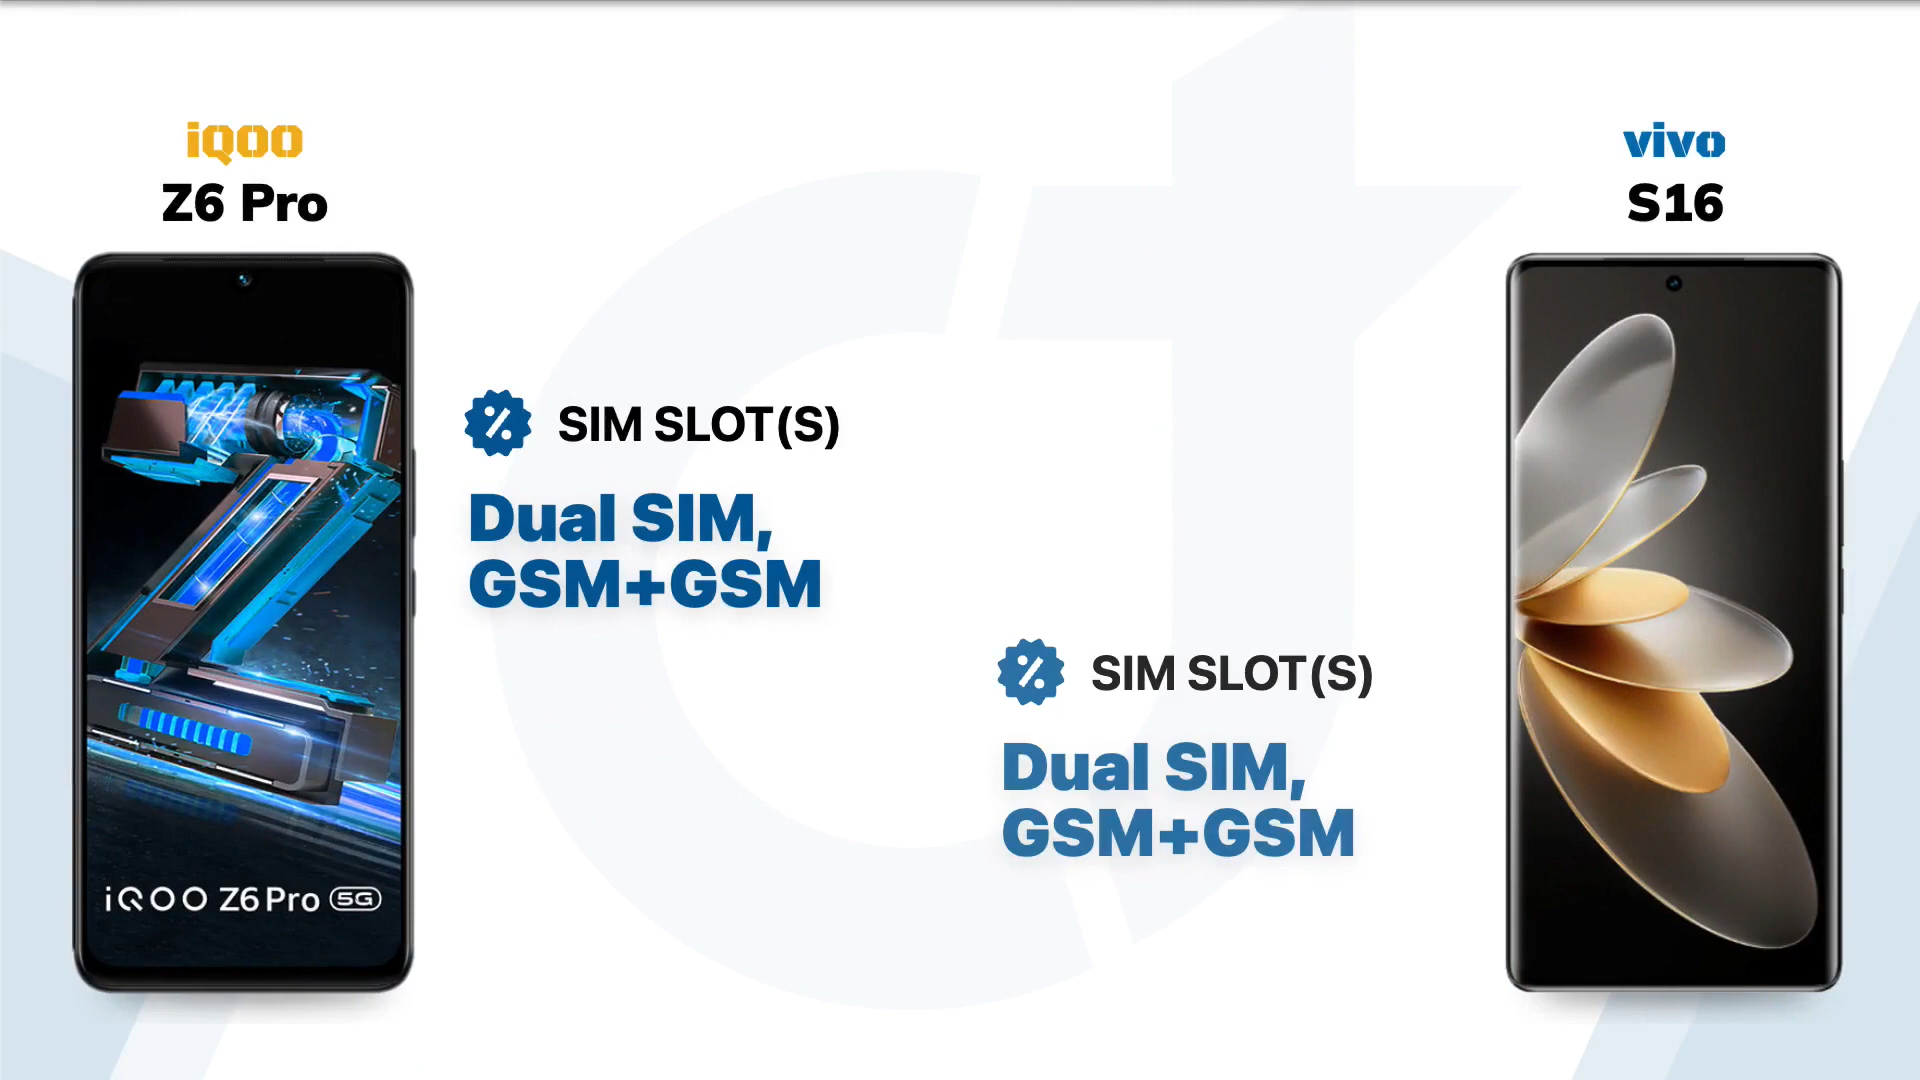 iQOO
Z6 Pro
vivo
S16
SIM SLOT(S)
Dual SIM,
GSM+GSM
SIM SLOT(S)
Dual SIM,
GSM+GSM
iQOO Z6 Pro 5G